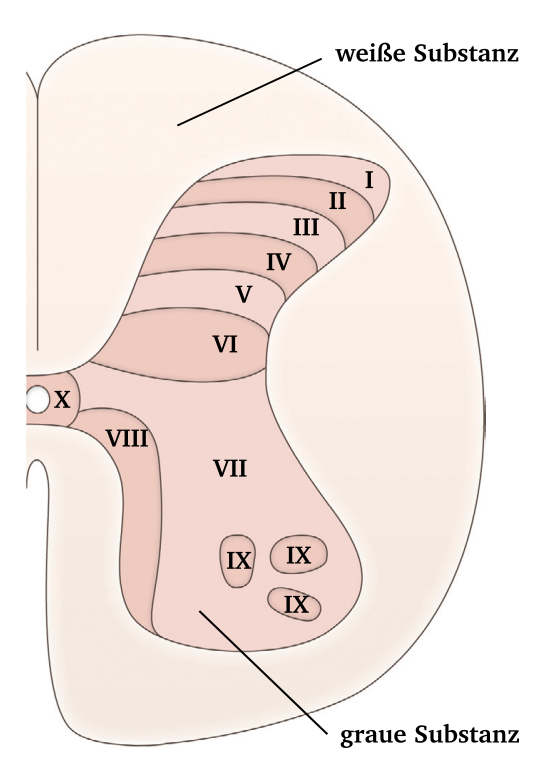 weiße Substanz
I
II
III
IV
V
VI
X
VIII
VII
IX
IX
IX
graue Substanz